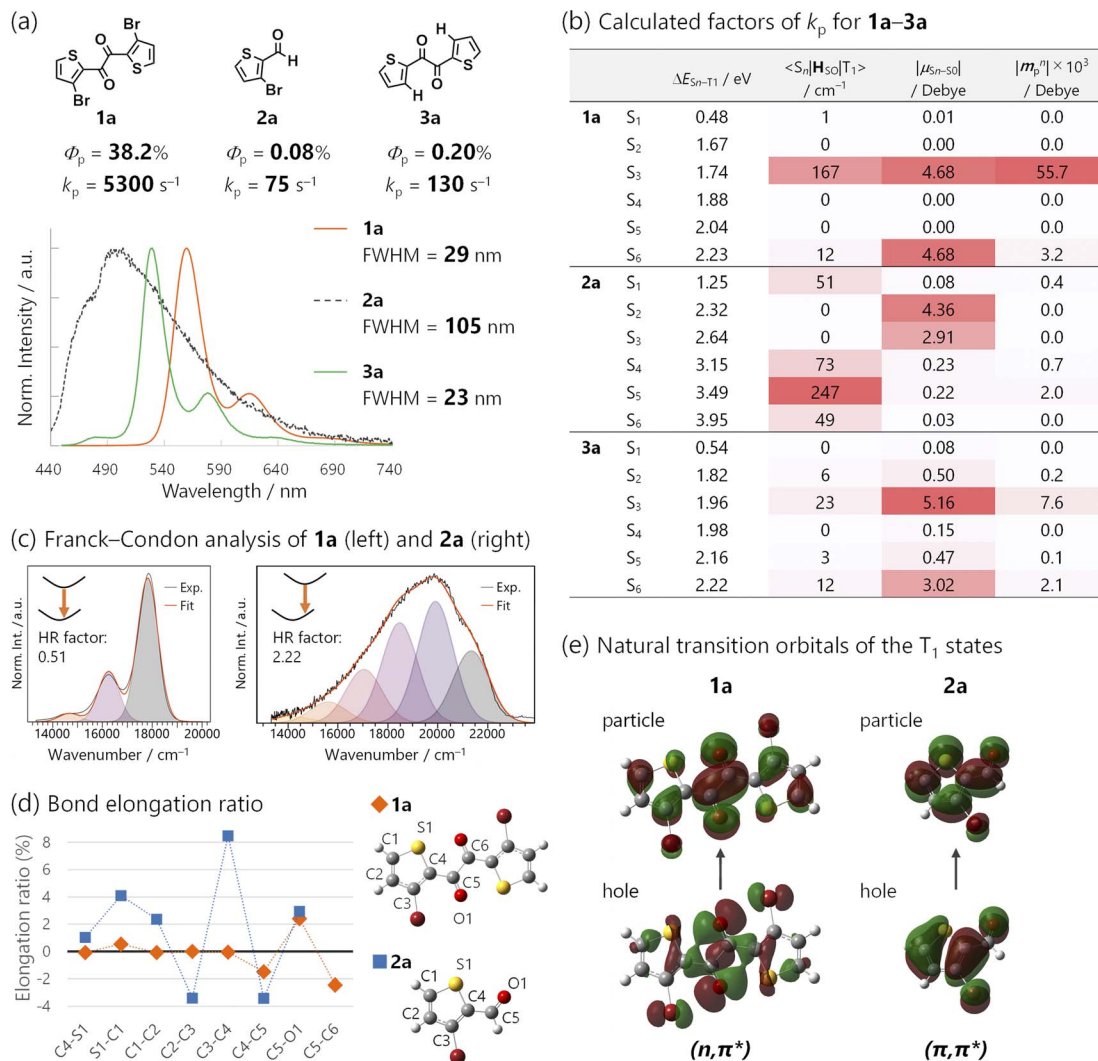 (a)
Br
S
O
O
S
Br
1a
O
S
H
Br
2a
H
O
S
S
O
H
3a
Φp = 38.2%
Φp = 0.08%
Φp = 0.20%
kp = 5300 s−1
kp = 75 s−1
kp = 130 s−1
Norm. Intensity / a.u.
1a
FWHM = 29 nm
2a
FWHM = 105 nm
3a
FWHM = 23 nm
440 490 540 590 640 690 740
Wavelength / nm
(b) Calculated factors of kp for 1a–3a
ΔESn−T1 / eV <Sn|HSO|T1> / cm−1 |μSn−S0| / Debye |mpn| × 103 / Debye
1a S1 0.48 1 0.01 0.0
S2 1.67 0 0.00 0.0
S3 1.74 167 4.68 55.7
S4 1.88 0 0.00 0.0
S5 2.04 0 0.00 0.0
S6 2.23 12 4.68 3.2
2a S1 1.25 51 0.08 0.4
S2 2.32 0 4.36 0.0
S3 2.64 0 2.91 0.0
S4 3.15 73 0.23 0.7
S5 3.49 247 0.22 2.0
S6 3.95 49 0.03 0.0
3a S1 0.54 0 0.08 0.0
S2 1.82 6 0.50 0.2
S3 1.96 23 5.16 7.6
S4 1.98 0 0.15 0.0
S5 2.16 3 0.47 0.1
S6 2.22 12 3.02 2.1
(c) Franck–Condon analysis of 1a (left) and 2a (right)
Norm. Int. / a.u.
Exp.
Fit
HR factor:
0.51
14000 16000 18000 20000
Wavenumber / cm−1
Norm. Int. / a.u.
Exp.
Fit
HR factor:
2.22
14000 16000 18000 20000 22000
Wavenumber / cm−1
(d) Bond elongation ratio
Elongation ratio (%)
8
6
4
2
0
-2
-4
C4-S1 S1-C1 C1-C2 C2-C3 C3-C4 C4-C5 C5-O1 C5-C6
1a
S1
C1
C6
C4
C2
C5
C3
O1
2a
S1
C1
O1
C4
C2
C5
C3
(e) Natural transition orbitals of the T1 states
1a 2a
particle particle
hole hole
(n,π*) (π,π*)